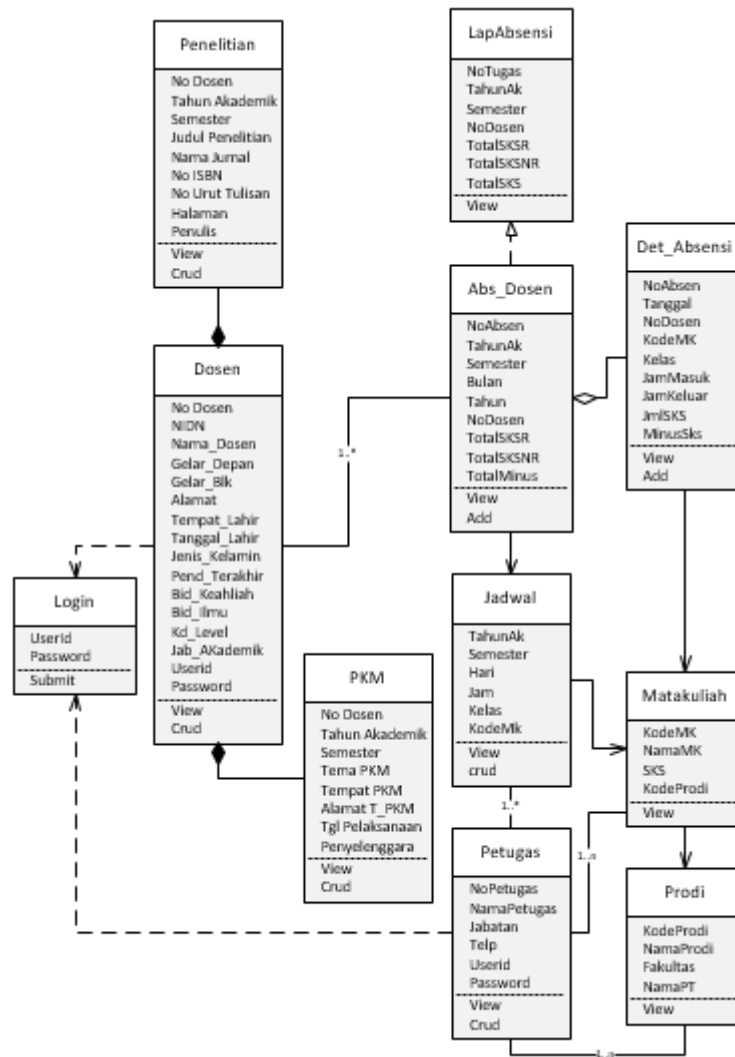 Penelitian
No Dosen
Tahun Akademik
Semester
Judul Penelitian
Nama Jurnal
No ISBN
No Urut Tulisan
Halaman
Penulis
View
Crud
LapAbsensi
NoTugas
TahunAk
Semester
NoDosen
TotalSKSR
TotalSKSNR
TotalSKS
View
Det_Absensi
NoAbsen
Tanggal
NoDosen
KodeMK
Kelas
JamMasuk
JamKeluar
JmlSKS
MinusSks
View
Add
Abs_Dosen
NoAbsen
TahunAk
Semester
Bulan
Tahun
NoDosen
TotalSKSR
TotalSKSNR
TotalMinus
View
Add
Dosen
No Dosen
NIDN
Nama_Dosen
Gelar_Depan
Gelar_Blk
Alamat
Tempat_Lahir
Tanggal_Lahir
Jenis_Kelamin
Pend_Terakhir
Bid_Keahliah
Bid_Ilmu
Kd_Level
Jab_AKademik
Userid
Password
View
Crud
1..*
Login
UserId
Password
Submit
PKM
No Dosen
Tahun Akademik
Semester
Tema PKM
Tempat PKM
Alamat T_PKM
Tgl Pelaksanaan
Penyelenggara
View
Crud
Jadwal
TahunAk
Semester
Hari
Jam
Kelas
KodeMk
View
crud
1..*
Matakuliah
KodeMK
NamaMK
SKS
KodeProdi
View
1..n
Petugas
NoPetugas
NamaPetugas
Jabatan
Telp
Userid
Password
View
Crud
Prodi
KodeProdi
NamaProdi
Fakultas
NamaPT
View
1..n